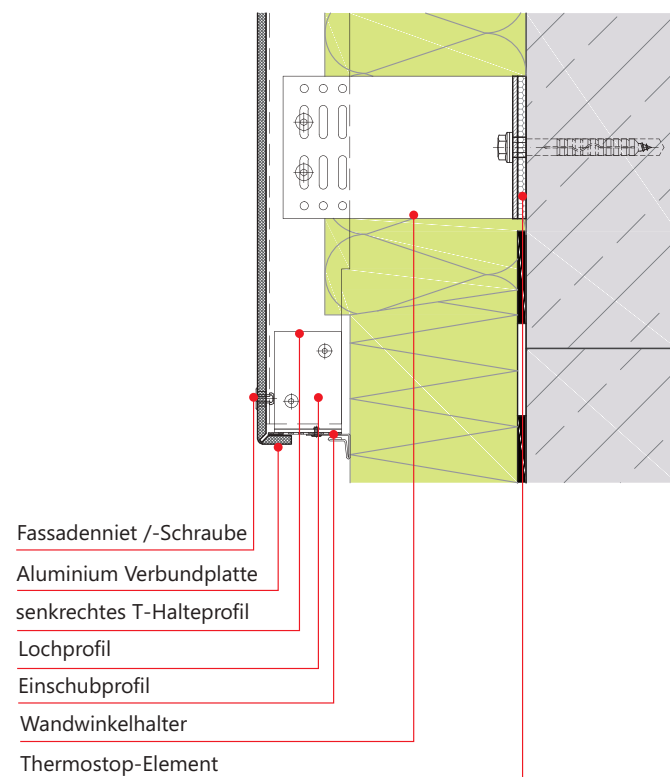 Fassadenniet /-Schraube
Aluminium Verbundplatte
senkrechtes T-Halteprofil
Lochprofil
Einschubprofil
Wandwinkelhalter
Thermostop-Element